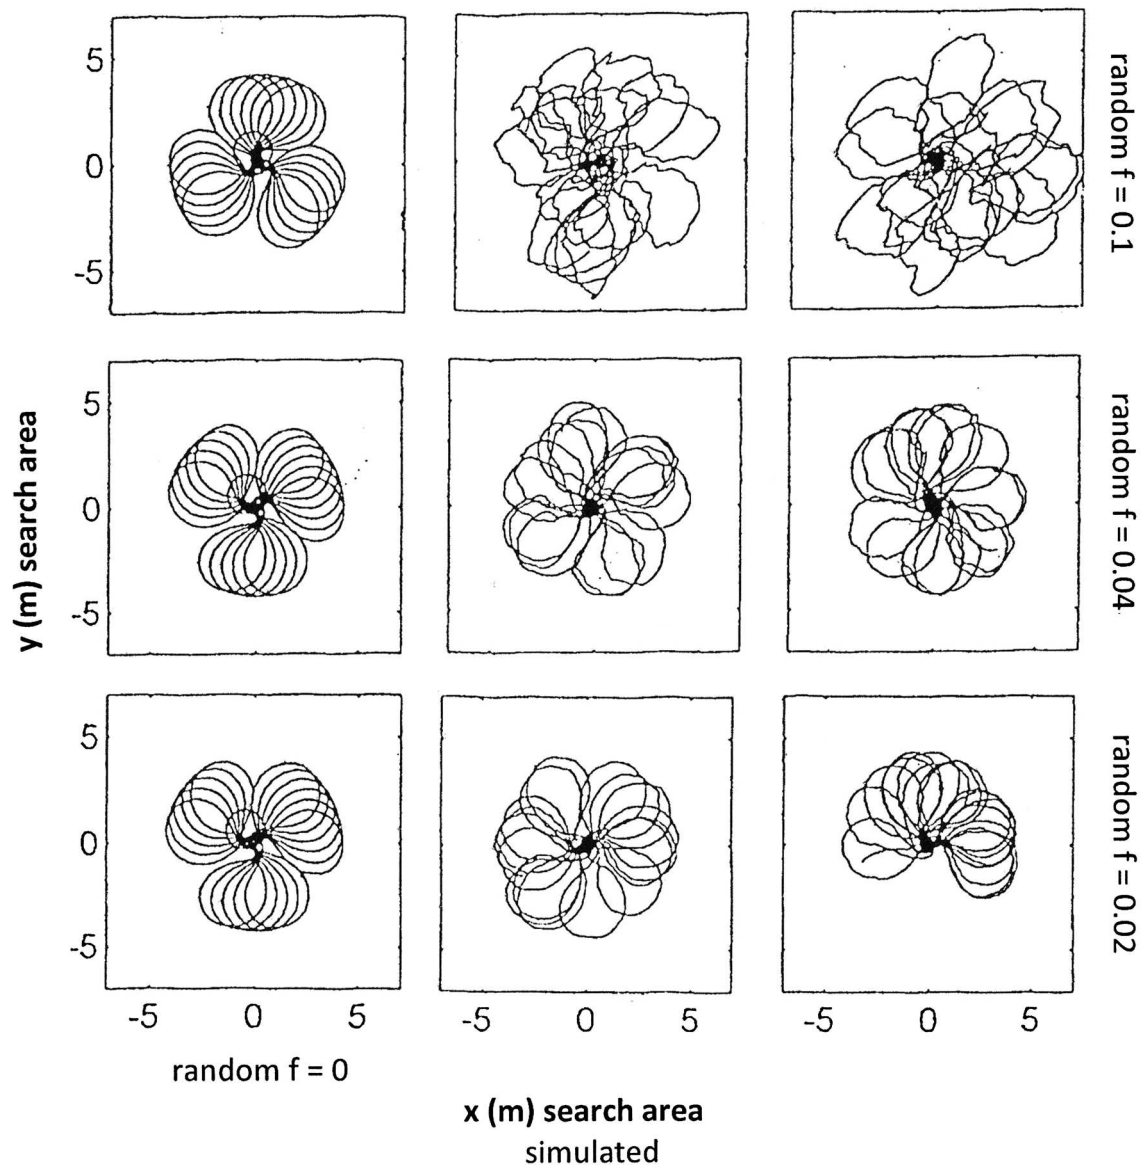 5
0
-5
random f = 0.1
y (m) search area
5
0
-5
random f = 0.04
5
0
-5
random f = 0.02
-5 0 5
-5 0 5
-5 0 5
random f = 0
x (m) search area
simulated